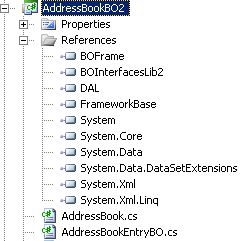 AddressBookBO2
Properties
References
BOFrame
BOInterfacesLib2
DAL
FrameworkBase
System
System.Core
System.Data
System.Data.DataSetExtensions
System.Xml
System.Xml.Linq
AddressBook.cs
AddressBookEntryBO.cs